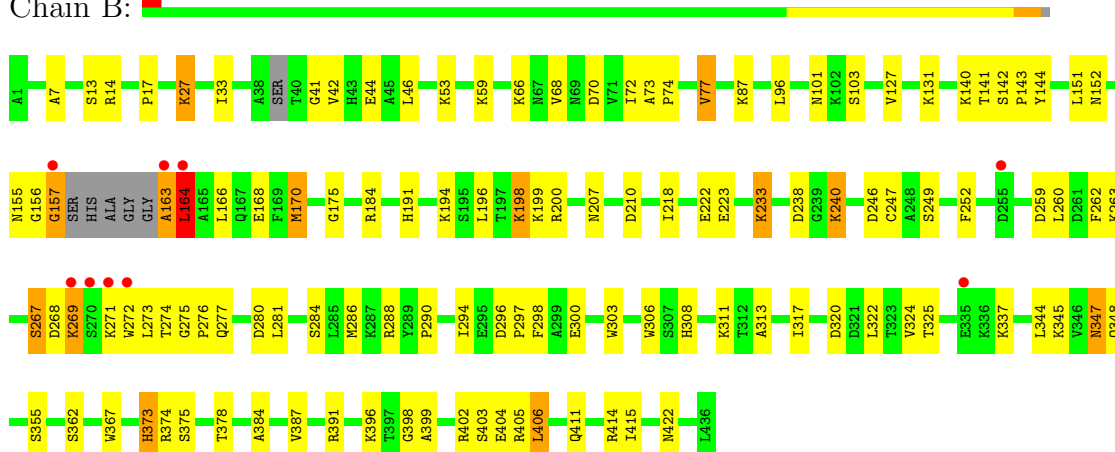 Chain B:
A1 A7 S13 R14 P17 K27 I33 A38 SER T40 G41 V42 H43 E44 A45 L46 K53 K59 K66 N67 V68 N69 D70 V71 I72 A73 P74 V77 K87 L96 N101 K102 S103 V127 K131 K140 T141 S142 P143 Y144 L151 N152
N155 G156 G157 SER HIS ALA GLY GLY A163 L164 A165 L166 Q167 E168 F169 M170 G175 R184 H191 K194 S195 L196 T197 K198 K199 R200 N207 D210 I218 E222 E223 K233 D238 G239 K240 D246 C247 A248 S249 F252 D255 D259 L260 D261 F262
S267 D268 K269 S270 K271 W272 L273 T274 G275 P276 Q277 D280 L281 S284 L285 M286 K287 R288 Y289 P290 I294 E295 D296 P297 F298 A299 E300 W303 W306 S307 H308 K311 T312 A313 I317 D320 D321 L322 T323 V324 T325 E335 K336 K337 L344 K345 V346 N347
S355 S362 W367 H373 R374 S375 T378 A384 V387 R391 K396 T397 G398 A399 R402 S403 E404 R405 L406 Q411 R414 I415 N422 L436